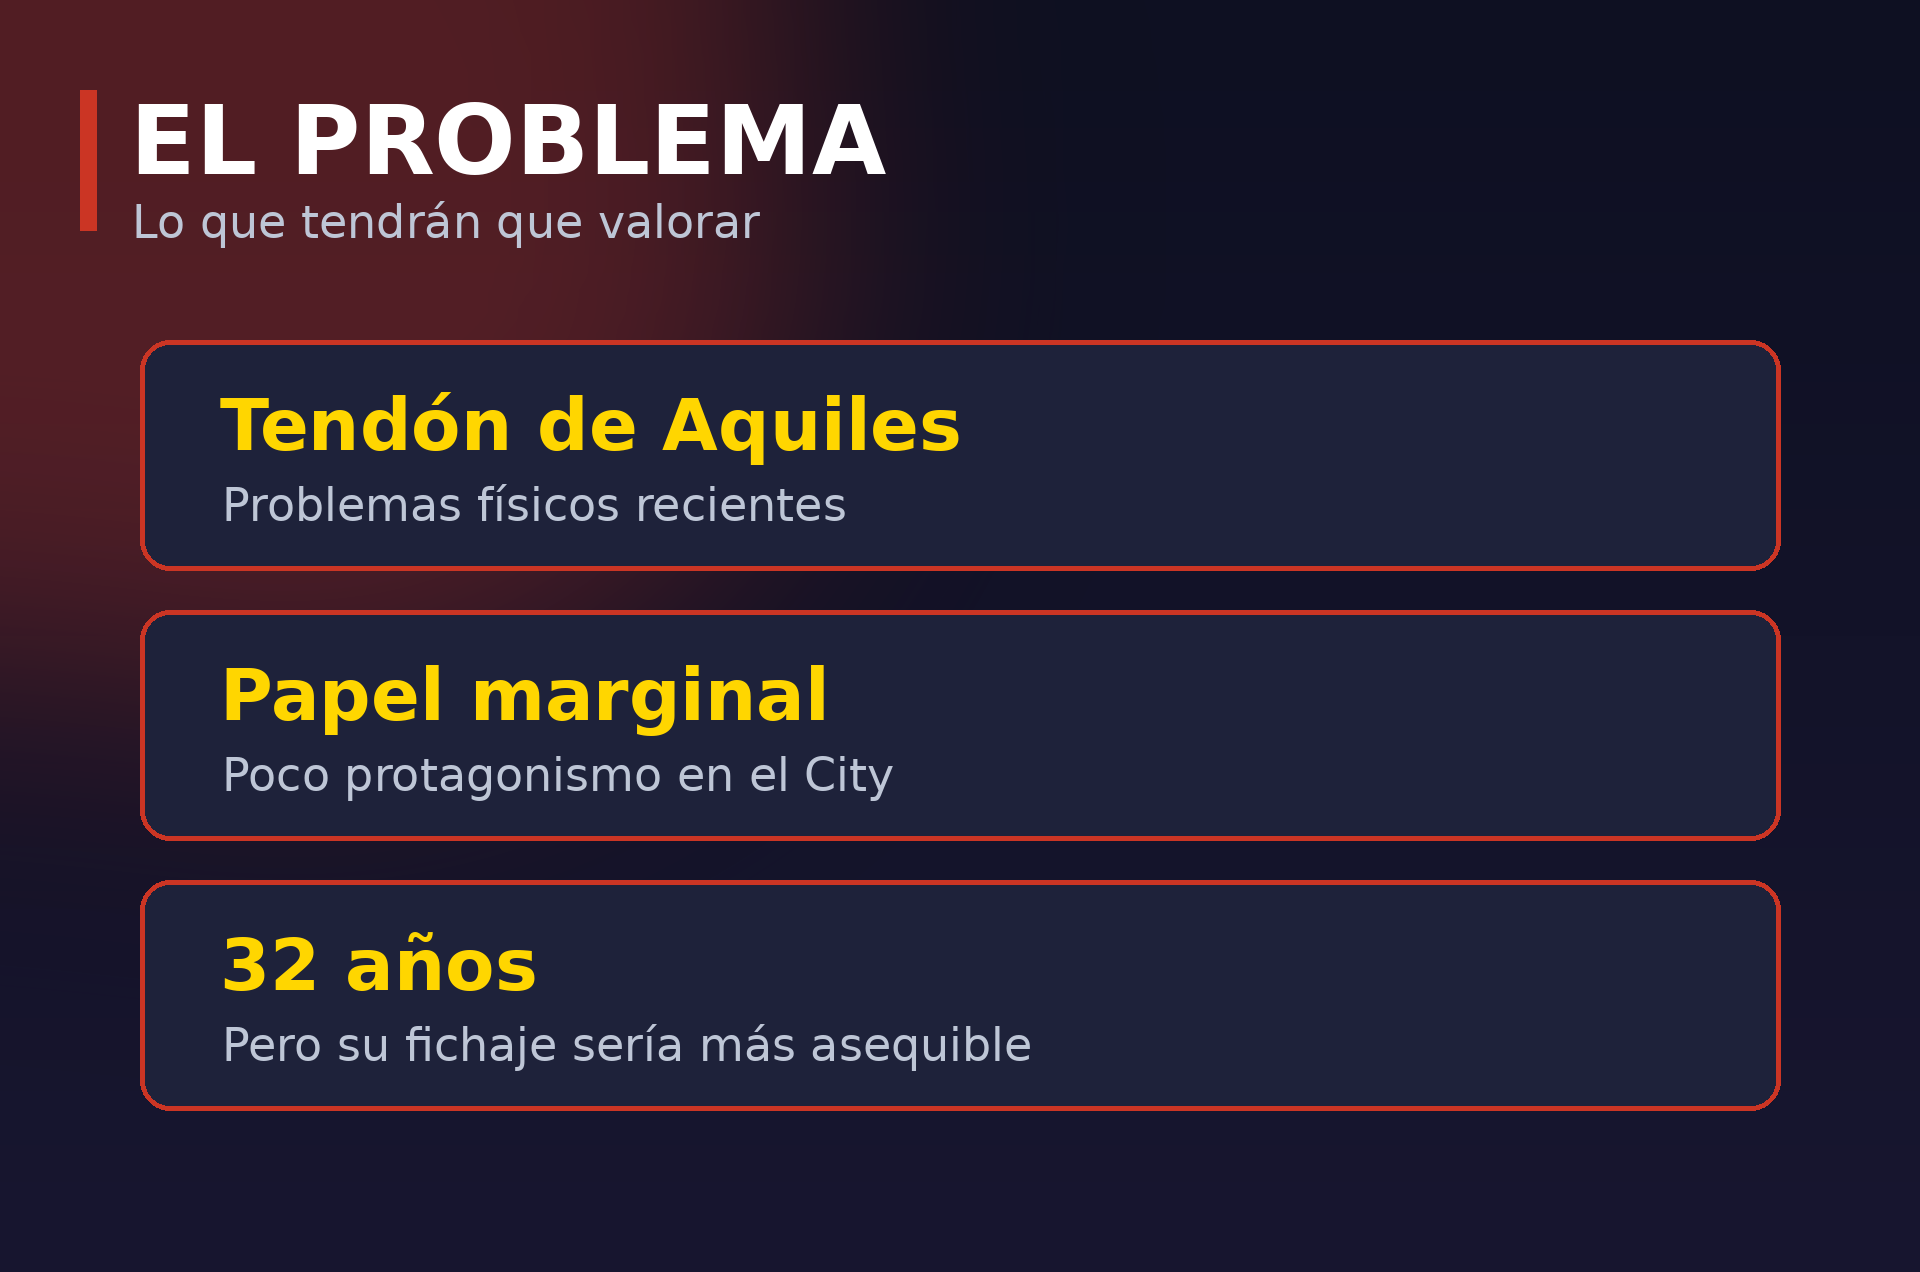 EL PROBLEMA
Lo que tendrán que valorar
Tendón de Aquiles
Problemas físicos recientes
Papel marginal
Poco protagonismo en el City
32 años
Pero su fichaje sería más asequible